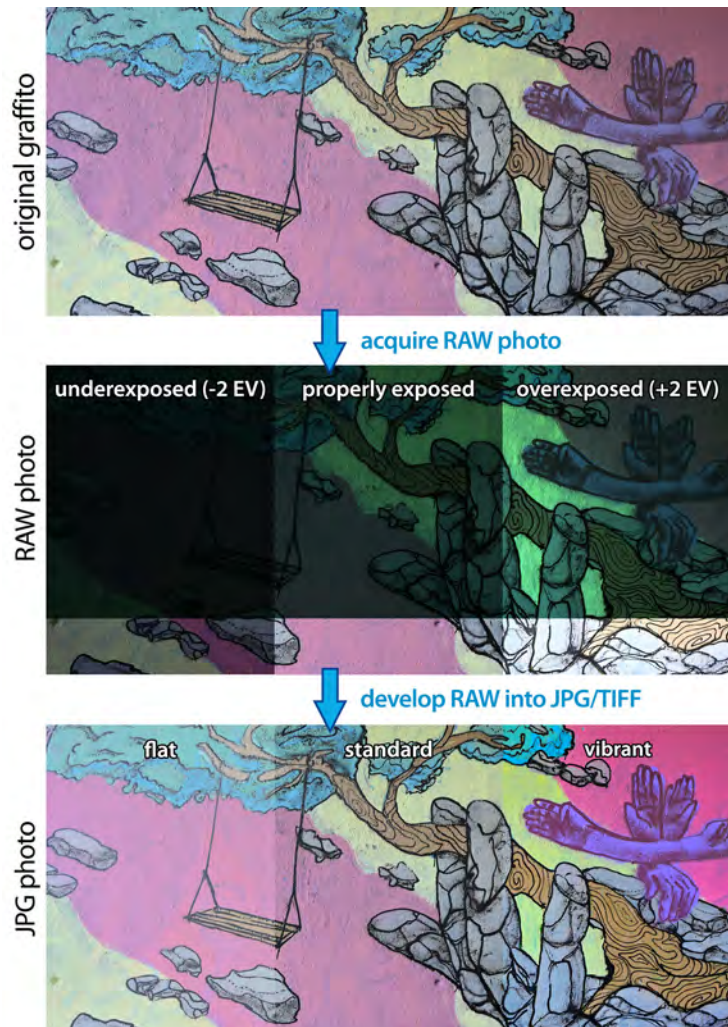 original graffito
acquire RAW photo
RAW photo
underexposed (-2 EV)
properly exposed
overexposed (+2 EV)
develop RAW into JPG/TIFF
JPG photo
flat
standard
vibrant